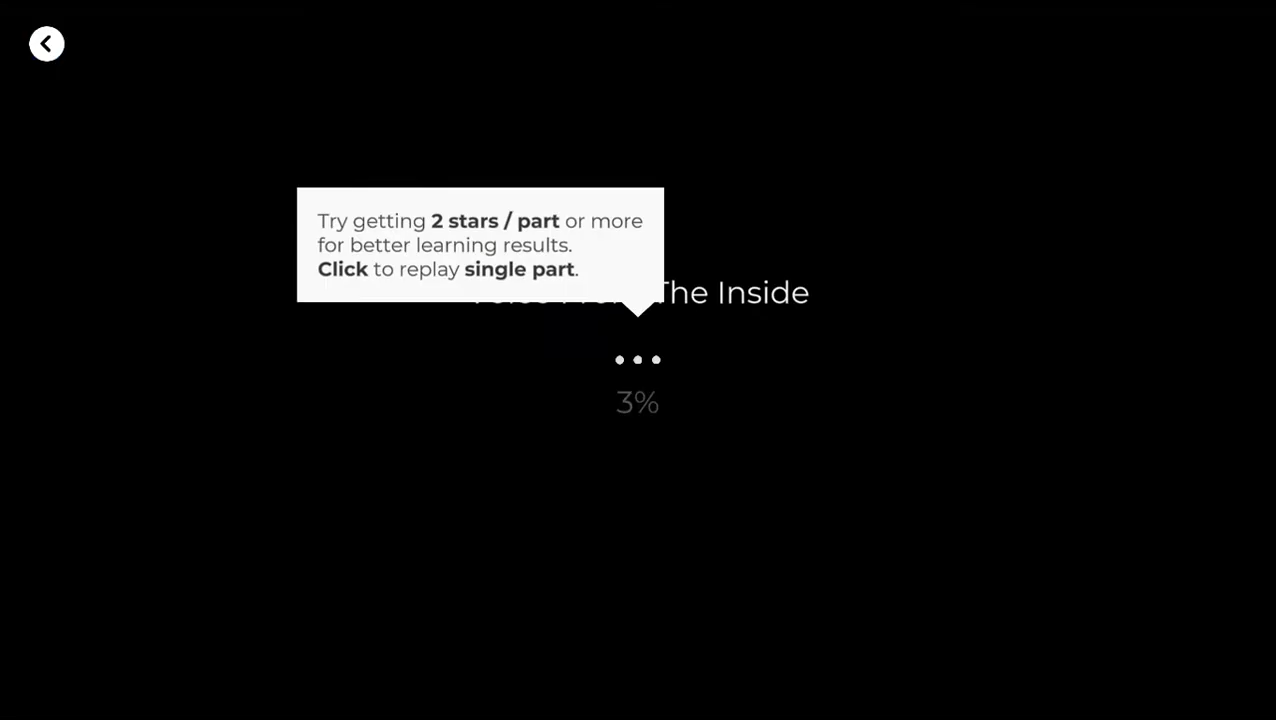 Try getting 2 stars / part or more
for better learning results.
Click to replay single part.
The Inside
3%